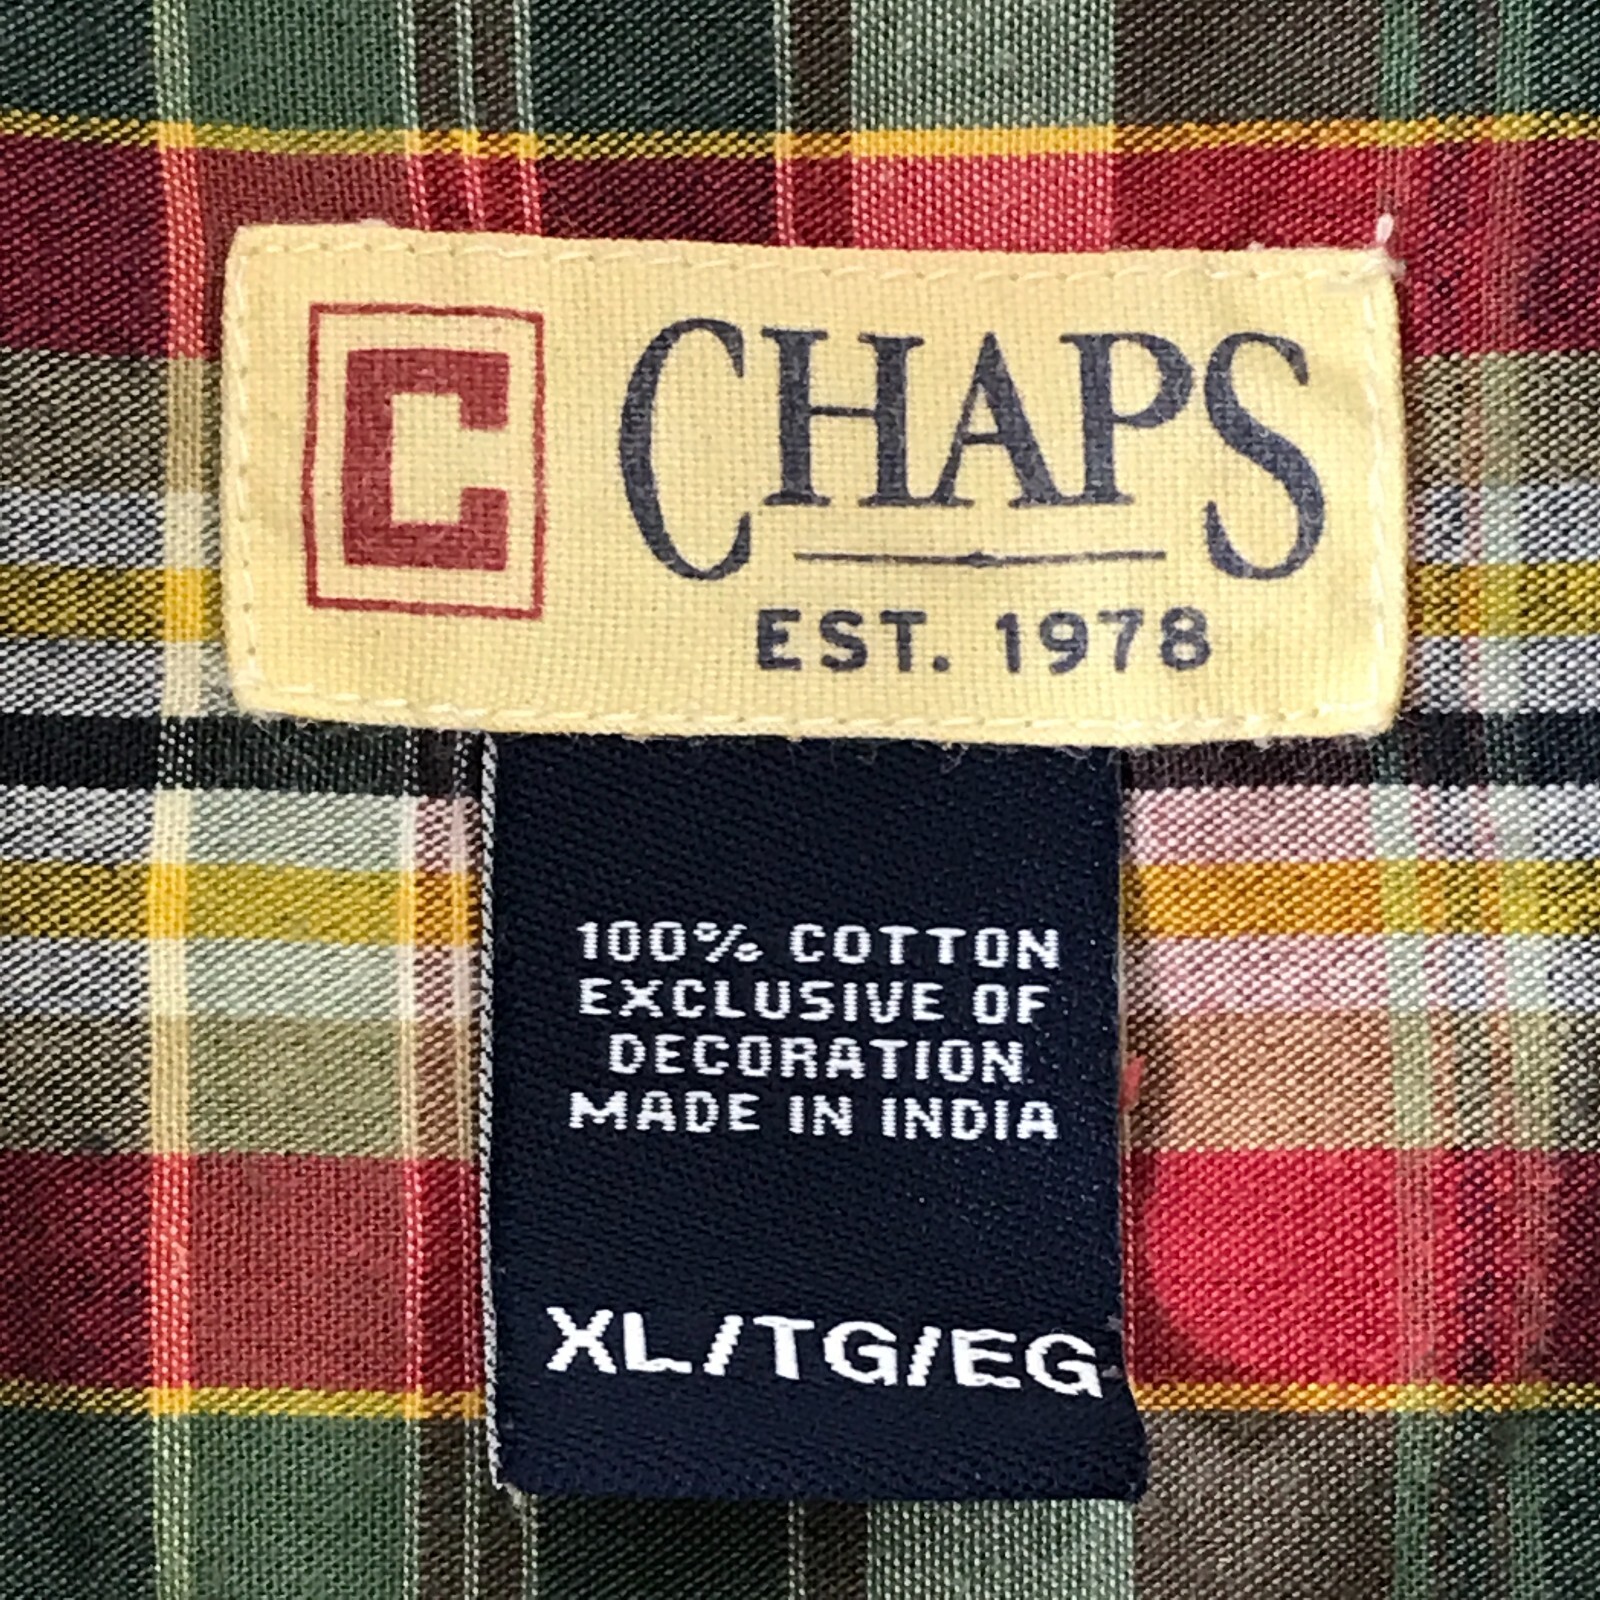 C CHAPS
EST. 1978
100% COTTON
EXCLUSIVE OF
DECORATION
MADE IN INDIA
XL/TG/EG